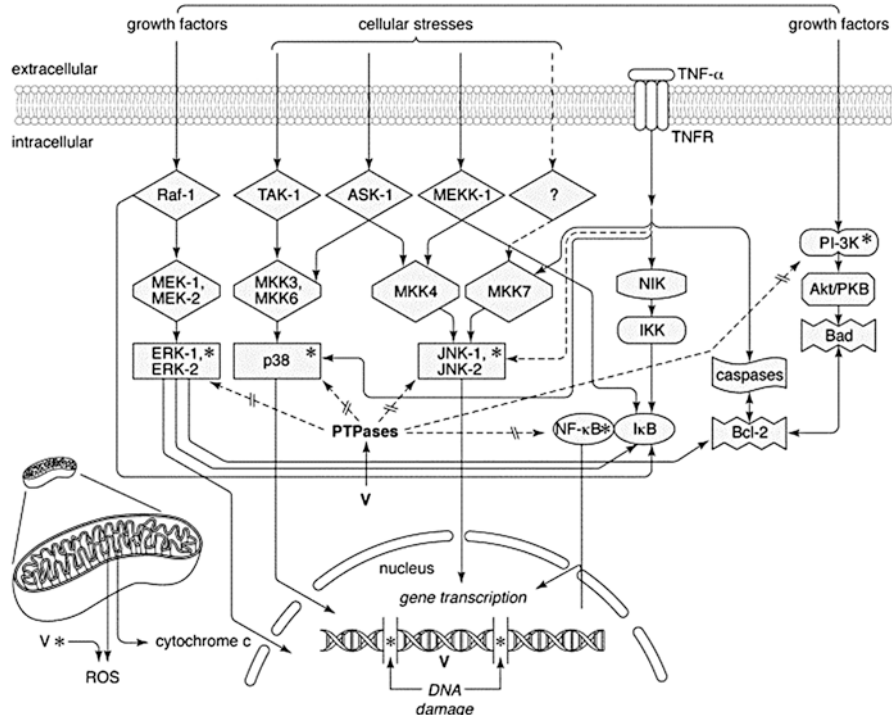 growth factors
cellular stresses
growth factors
extracellular
TNF-α
intracellular
TNFR
Raf-1
TAK-1
ASK-1
MEKK-1
?
PI-3K*
MEK-1,
MEK-2
MKK3,
MKK6
MKK4
MKK7
NIK
Akt/PKB
IKK
Bad
ERK-1,*
ERK-2
p38 *
JNK-1,*
JNK-2
caspases
PTPases
NF-κB*
IκB
Bcl-2
V
nucleus
gene transcription
V *
cytochrome c
* *
V
ROS
DNA
damage